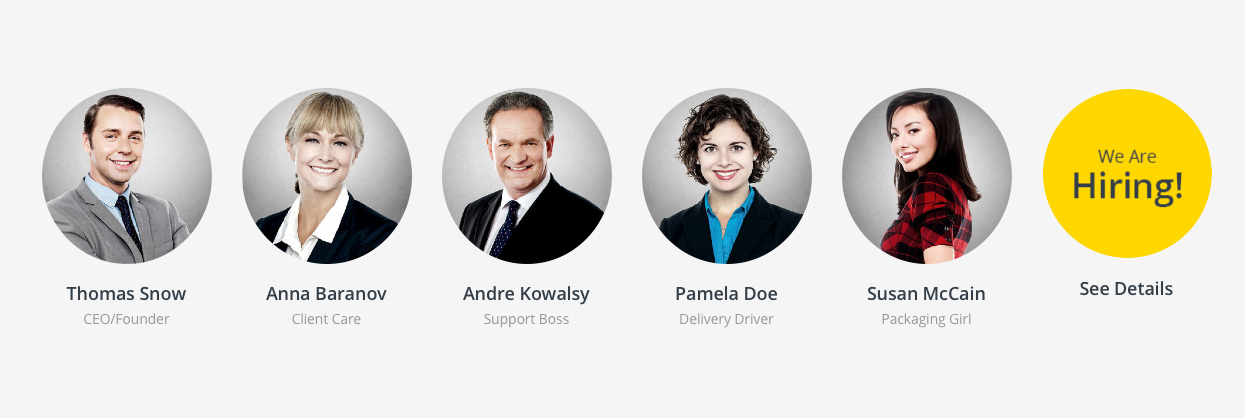 We Are
Hiring!
Thomas Snow
CEO/Founder
Anna Baranov
Client Care
Andre Kowalsy
Support Boss
Pamela Doe
Delivery Driver
Susan McCain
Packaging Girl
See Details